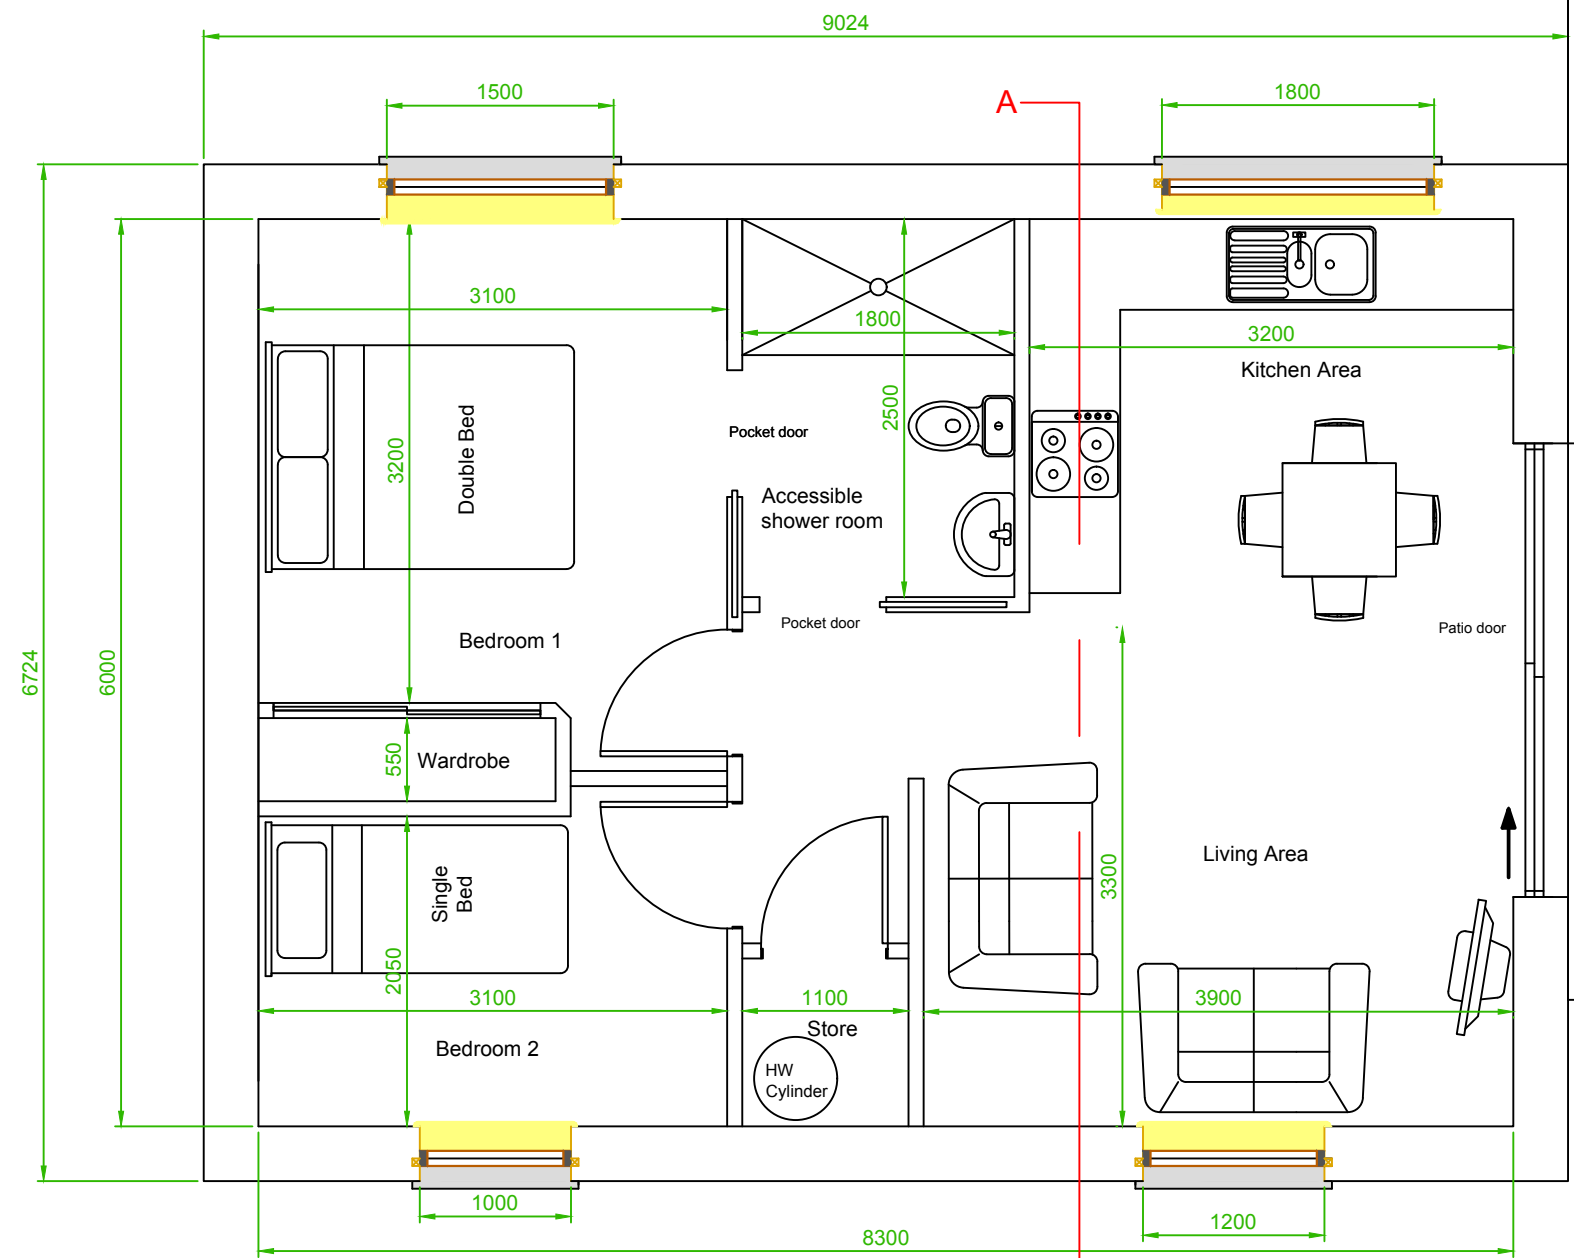 9024
1500
A
1800
3100
1800
3200
Kitchen Area
2500
Pocket door
Double Bed
3200
Accessible
shower room
Pocket door
Patio door
Bedroom 1
6724
6000
550
Wardrobe
Living Area
3300
Single
Bed
2050
3100
1100
3900
Store
Bedroom 2
HW
Cylinder
1000
1200
8300